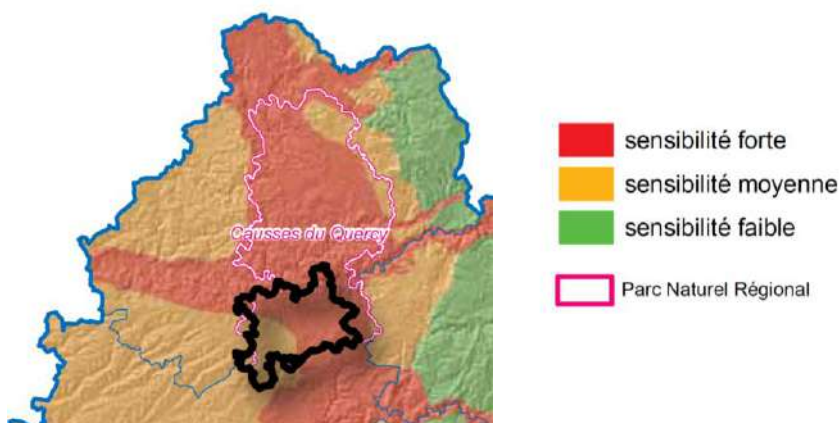 Causses du Quercy
sensibilité forte
sensibilité moyenne
sensibilité faible
Parc Naturel Régional